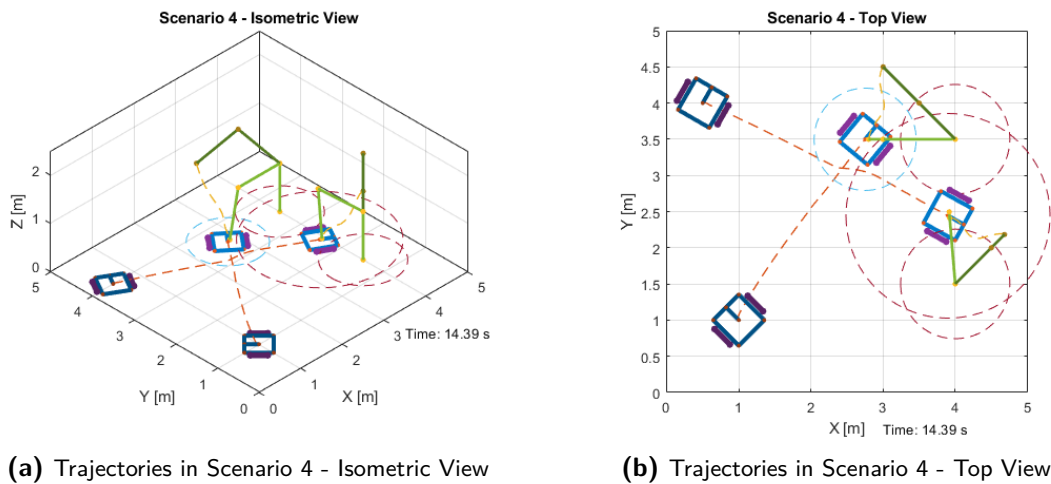 Scenario 4 - Isometric View
Z [m]
2
1
0
5
4
3
2
1
0
Y [m]
0
1
2
3
4
5
X [m]
Time: 14.39 s
(a) Trajectories in Scenario 4 - Isometric View
Scenario 4 - Top View
Y [m]
5
4.5
4
3.5
3
2.5
2
1.5
1
0.5
0
0
1
2
3
4
5
X [m]
Time: 14.39 s
(b) Trajectories in Scenario 4 - Top View